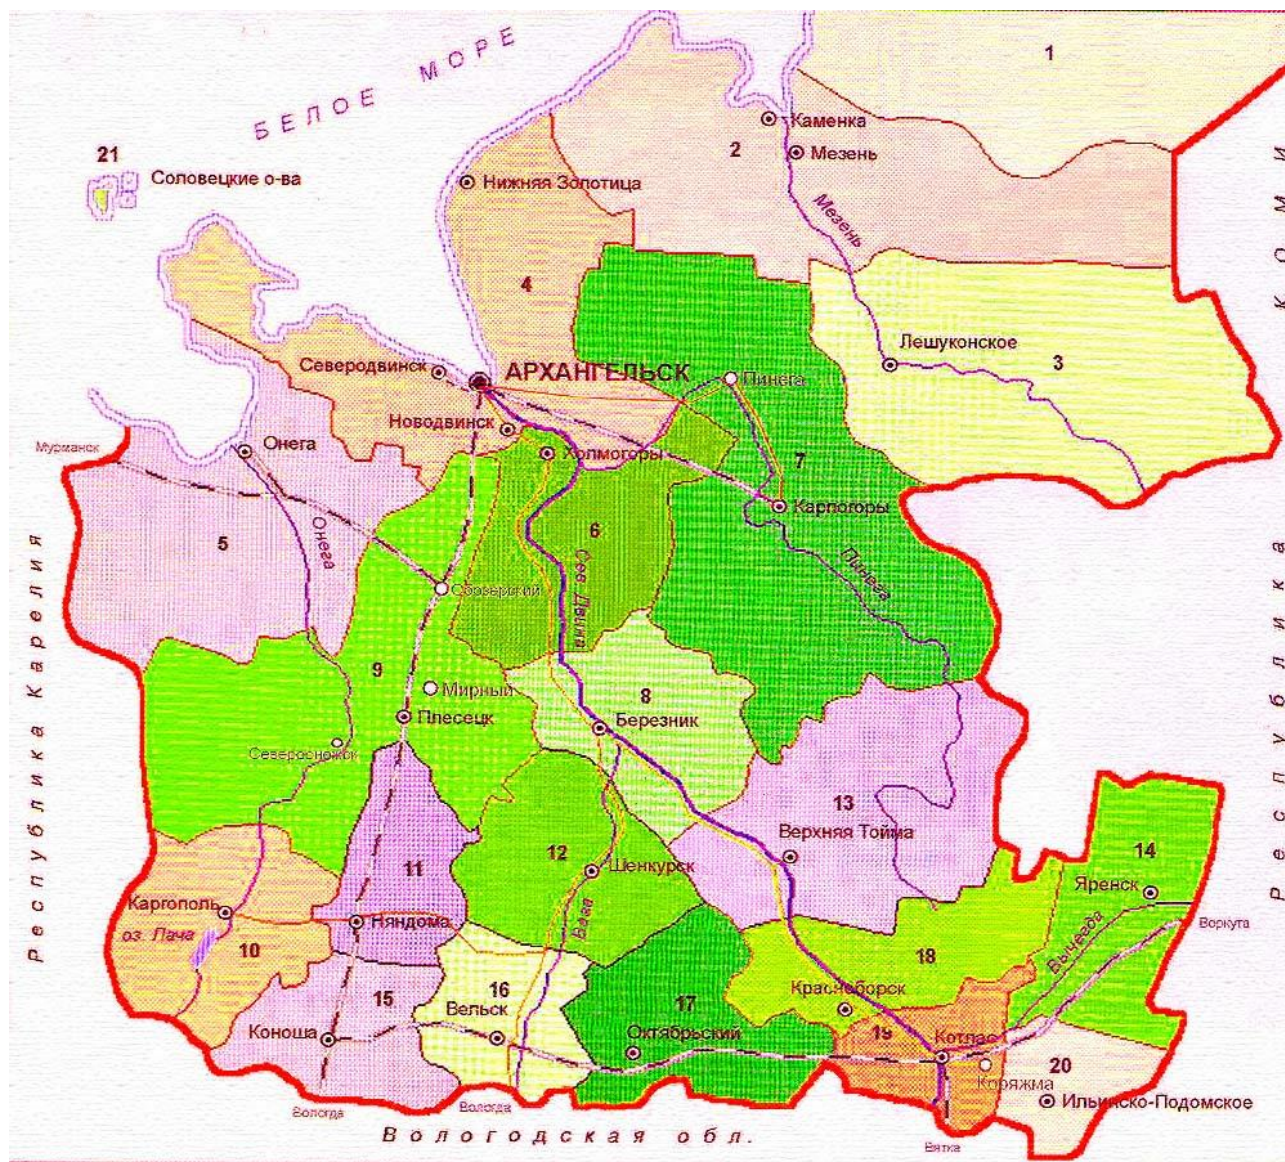 1
БЕЛОЕ МОРЕ
Каменка
2
Мезень
21
Соловецкие о-ва
Нижняя Золотица
Мезень
КОМИ
4
Лешуконское
3
Северодвинск
АРХАНГЕЛЬСК
Пинега
Новодвинск
Мурманск
Онега
Холмогоры
7
Карпогоры
5
Онега
6
Пинега
Обозерский
Сев. Двина
Республика Карелия
Республика
9
Мирный
8
Плесецк
Березник
13
Верхняя Тойма
12
14
11
Шенкурск
Яренск
Каргополь
Няндома
Вага
Вычегда
Воркута
оз. Лача
10
18
15
16
17
Красноборск
Коноша
Вельск
Октябрьский
19
Котлас
20
Коряжма
Ильинско-Подомское
Вологда
Вологда
Вологодская обл.
Вятка